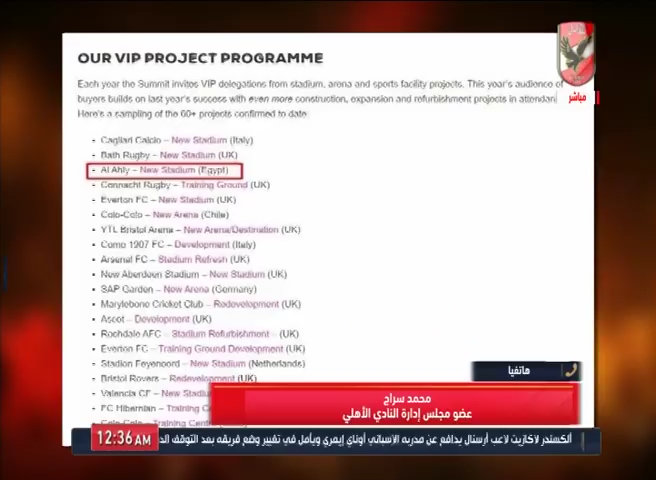 OUR VIP PROJECT PROGRAMME
Each year the Summit invites VIP delegations from stadium, arena and sports facility projects. This year's audience of
buyers builds on last year's success with even more construction, expansion and refurbishment projects in
Here's a sampling of the 60+ projects confirmed to date:
مباشر
• Cagliari Calcio – New Stadium (Italy)
• Bath Rugby – New Stadium (UK)
• Al Ahly – New Stadium (Egypt)
• Connacht Rugby – Training Ground (UK)
• Everton FC – New Stadium (UK)
• Colo-Colo – New Arena (Chile)
• YTL Bristol Arena – New Arena/Destination (UK)
• Como 1907 FC – Development (Italy)
• Arsenal FC – Stadium Refresh (UK)
• New Aberdeen Stadium – New Stadium (UK)
• SAP Garden – New Arena (Germany)
• Marylebone Cricket Club – Redevelopment (UK)
• Ascot – Development (UK)
• Rochdale AFC – Stadium Refurbishment – (UK)
• Everton FC – Training Ground Development (UK)
• Stadion Feyenoord – New Stadium (Netherlands)
• Bristol Rovers – Redevelopment (UK)
• Valencia CF – New
• FC Hibernian – Training
هاتفيا
محمد سراج
عضو مجلس إدارة النادي الأهلي
12:36 AM
ألكسندر لاكازيت لاعب أرسنال يدافع عن مدربه الإسباني أوناي إيمري ويأمل في تغيير وضع فريقه بعد التوقف